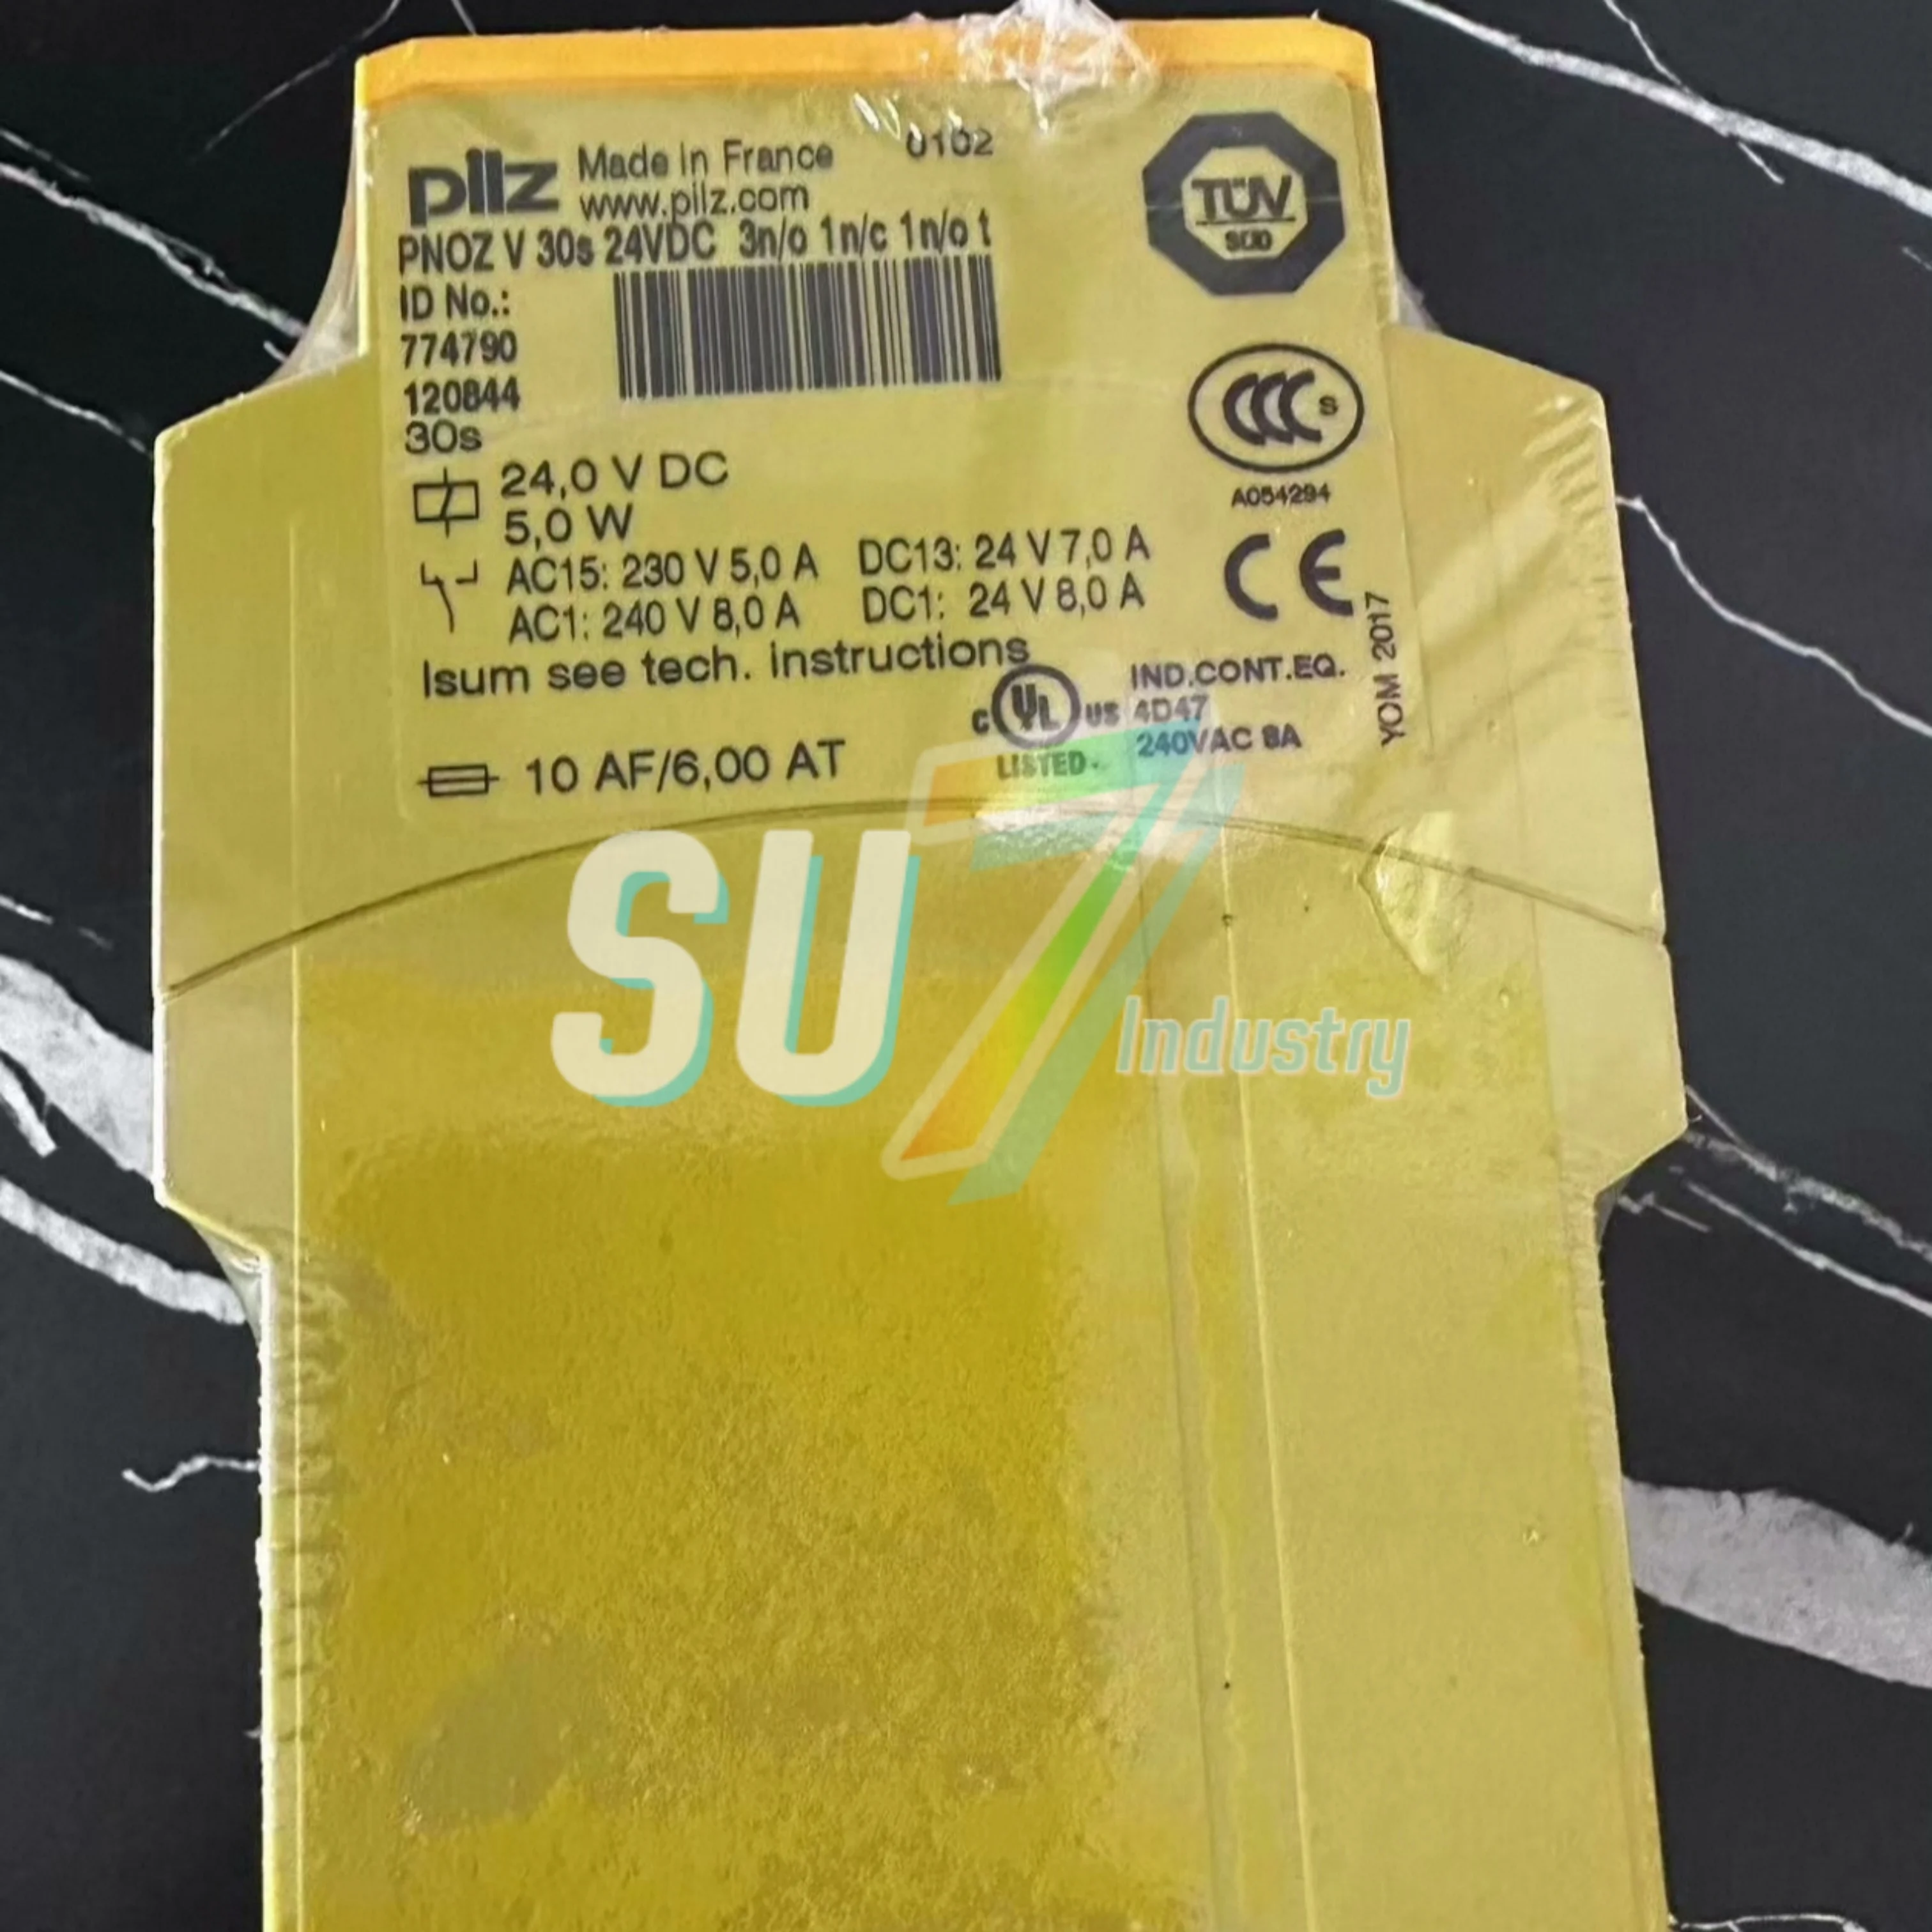 pilz Made in France 0102
www.pilz.com
PNOZ V 30s 24VDC 3n/o 1n/c 1n/o t
ID No.:
774790
120844
30s
24,0 V DC
5,0 W
AC15: 230 V 5,0 A DC13: 24 V 7,0 A
AC1: 240 V 8,0 A DC1: 24 V 8,0 A
Isum see tech. instructions
10 AF/6,00 AT
TÜV
SÜD
CCC S
A054294
CE
YOM 2017
C UL US
LISTED
IND.CONT.EQ.
4D47
240VAC 8A
SU7
Industry